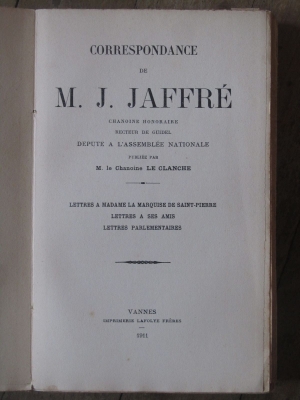 CORRESPONDANCE
DE
M. J. JAFFRÉ
CHANOINE HONORAIRE
RECTEUR DE GUIDEL
DÉPUTÉ A L'ASSEMBLÉE NATIONALE
PUBLIÉE PAR
M. le Chanoine LE CLANCHE
LETTRES A MADAME LA MARQUISE DE SAINT-PIERRE
LETTRES A SES AMIS
LETTRES PARLEMENTAIRES
VANNES
IMPRIMERIE LAFOLYE FRÈRES
1911